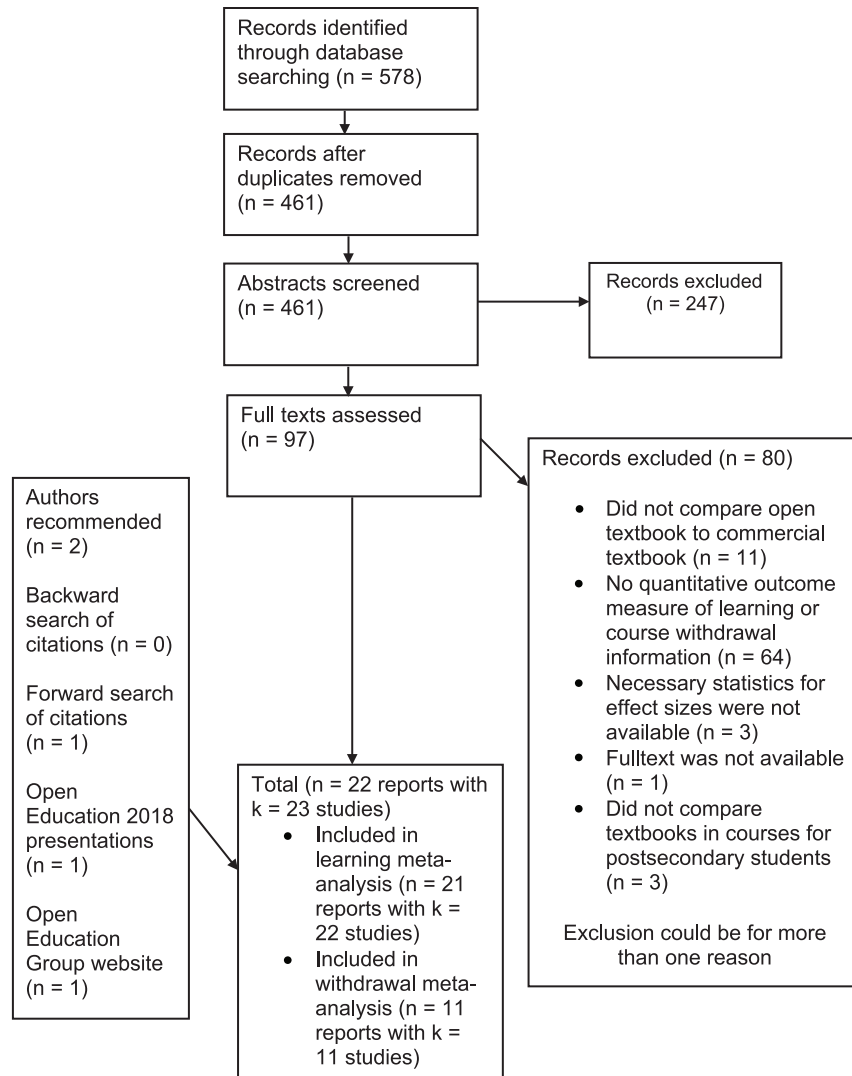 Records identified
through database
searching (n = 578)
Records after
duplicates removed
(n = 461)
Abstracts screened
(n = 461)
Records excluded
(n = 247)
Full texts assessed
(n = 97)
Records excluded (n = 80)
• Did not compare open
textbook to commercial
textbook (n = 11)
• No quantitative outcome
measure of learning or
course withdrawal
information (n = 64)
• Necessary statistics for
effect sizes were not
available (n = 3)
• Fulltext was not available
(n = 1)
• Did not compare
textbooks in courses for
postsecondary students
(n = 3)
Exclusion could be for more
than one reason
Authors
recommended
(n = 2)
Backward
search of
citations (n = 0)
Forward search
of citations
(n = 1)
Open
Education 2018
presentations
(n = 1)
Open
Education
Group website
(n = 1)
Total (n = 22 reports with
k = 23 studies)
• Included in
learning meta-
analysis (n = 21
reports with k =
22 studies)
• Included in
withdrawal meta-
analysis (n = 11
reports with k =
11 studies)